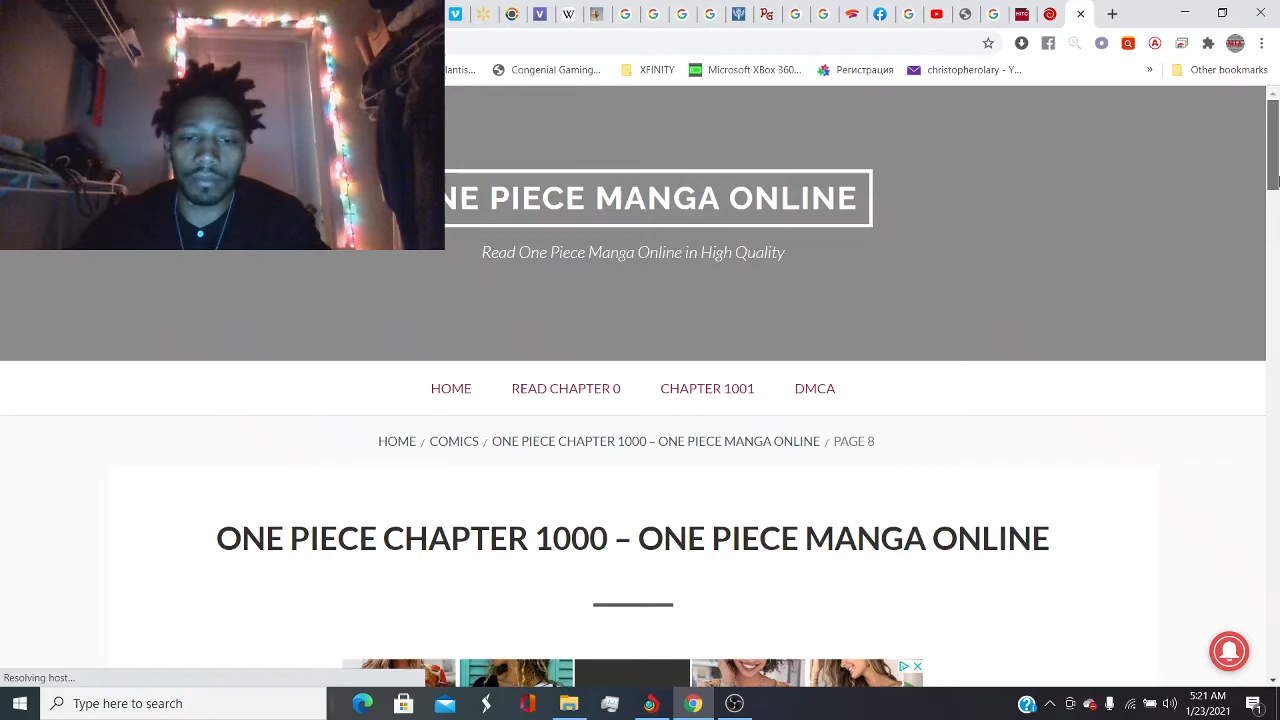 lantis...
Congenial Gaming...
XFINITY
Microsoft XBox 360...
Регистрация
christopherolary - Y...
»
Other bookmarks
NE PIECE MANGA ONLINE
Read One Piece Manga Online in High Quality
HOME
READ CHAPTER 0
CHAPTER 1001
DMCA
HOME / COMICS / ONE PIECE CHAPTER 1000 – ONE PIECE MANGA ONLINE / PAGE 8
ONE PIECE CHAPTER 1000 – ONE PIECE MANGA ONLINE
Resolving host...
Type here to search
5:21 AM
1/23/2021